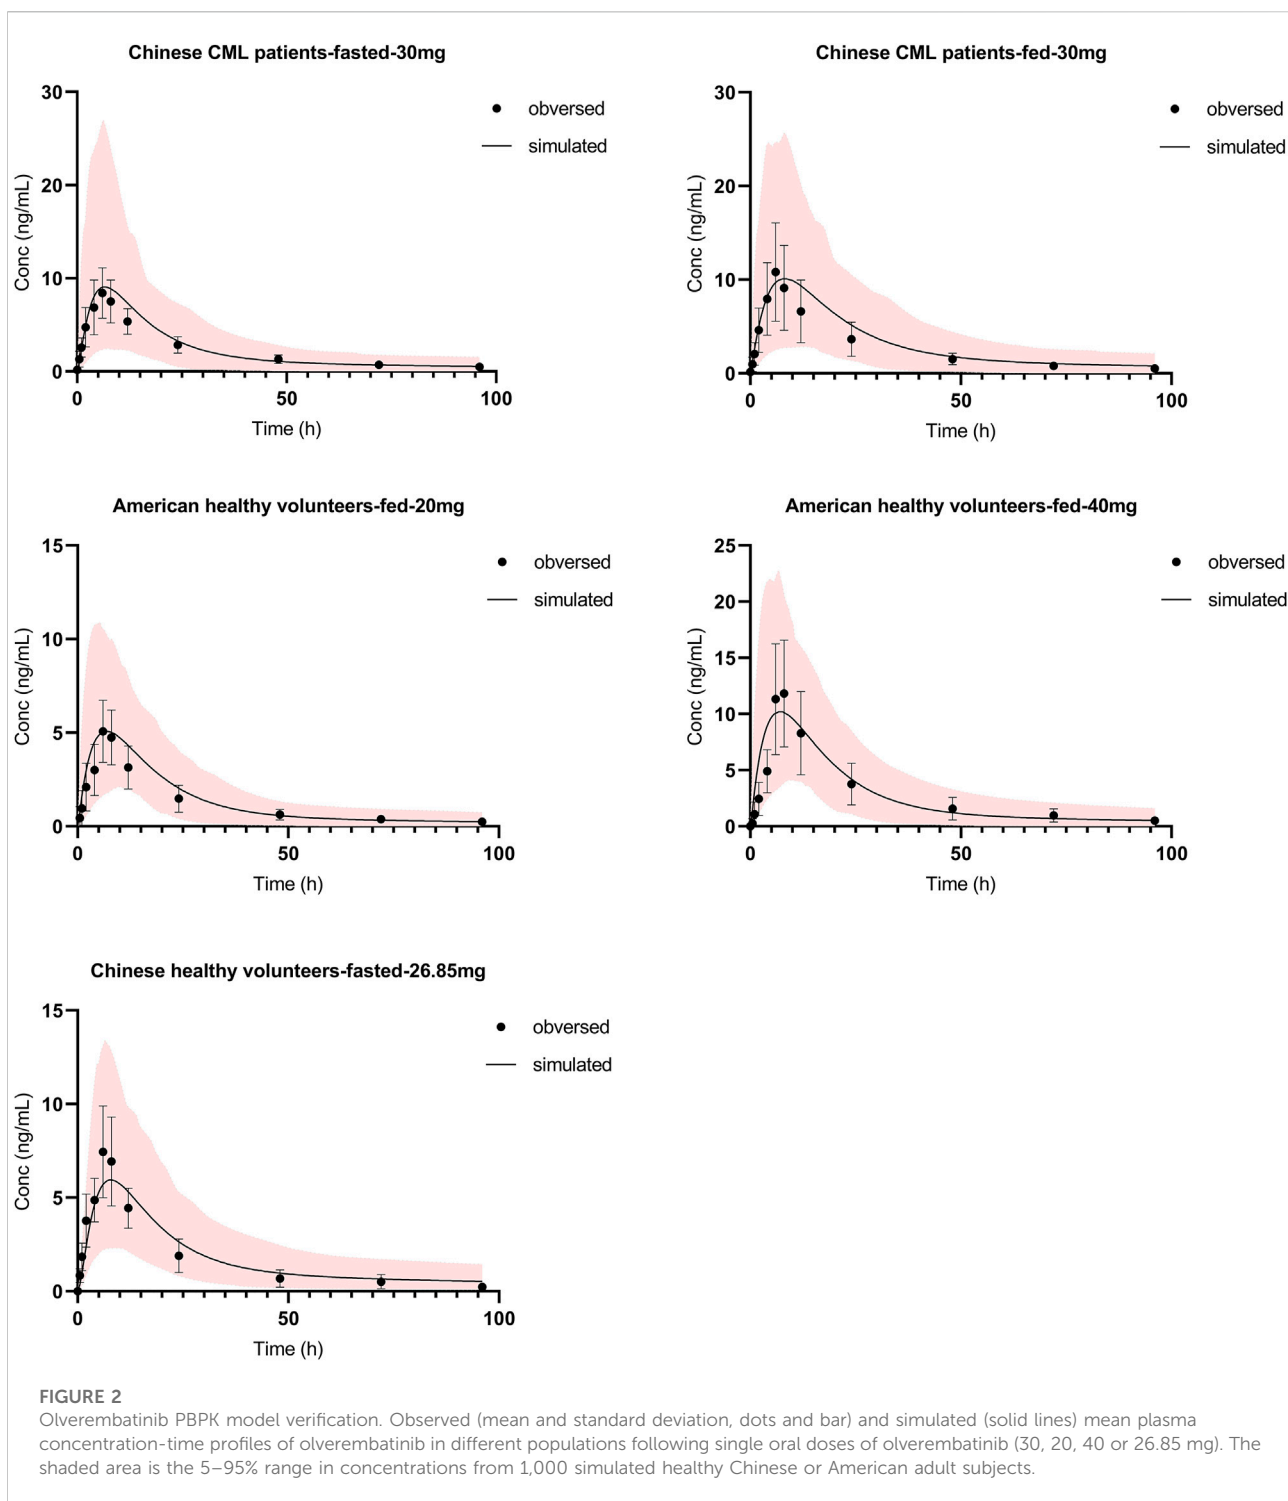 Chinese CML patients-fasted-30mg
30
20
10
0
Conc (ng/mL)
obversed
simulated
0 50 100
Time (h)
Chinese CML patients-fed-30mg
30
20
10
0
Conc (ng/mL)
obversed
simulated
0 50 100
Time (h)
American healthy volunteers-fed-20mg
15
10
5
0
Conc (ng/mL)
obversed
simulated
0 50 100
Time (h)
American healthy volunteers-fed-40mg
25
20
15
10
5
0
Conc (ng/mL)
obversed
simulated
0 50 100
Time (h)
Chinese healthy volunteers-fasted-26.85mg
15
10
5
0
Conc (ng/mL)
obversed
simulated
0 50 100
Time (h)
FIGURE 2
Olverembatinib PBPK model verification. Observed (mean and standard deviation, dots and bar) and simulated (solid lines) mean plasma
concentration-time profiles of olverembatinib in different populations following single oral doses of olverembatinib (30, 20, 40 or 26.85 mg). The
shaded area is the 5–95% range in concentrations from 1,000 simulated healthy Chinese or American adult subjects.